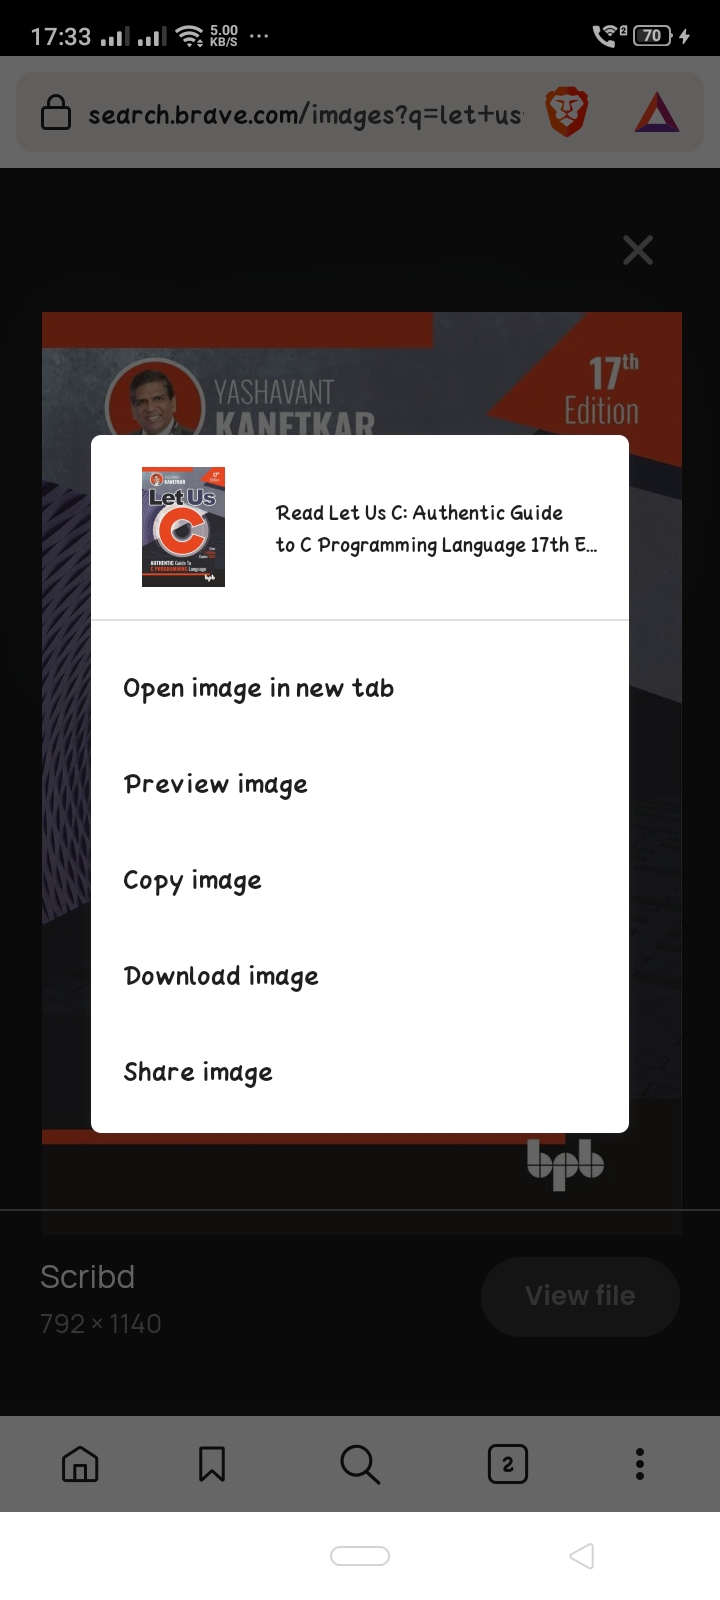 17:33 5.00 KB/S ... 70
search.brave.com/images?q=let+us
YASHAVANT
KANETKAR
17th
Edition
Let Us
C
AUTHENTIC Guide To
C PROGRAMMING Language
bpb
Read Let Us C: Authentic Guide
to C Programming Language 17th E...
Open image in new tab
Preview image
Copy image
Download image
Share image
bpb
Scribd
792 × 1140
View file
2